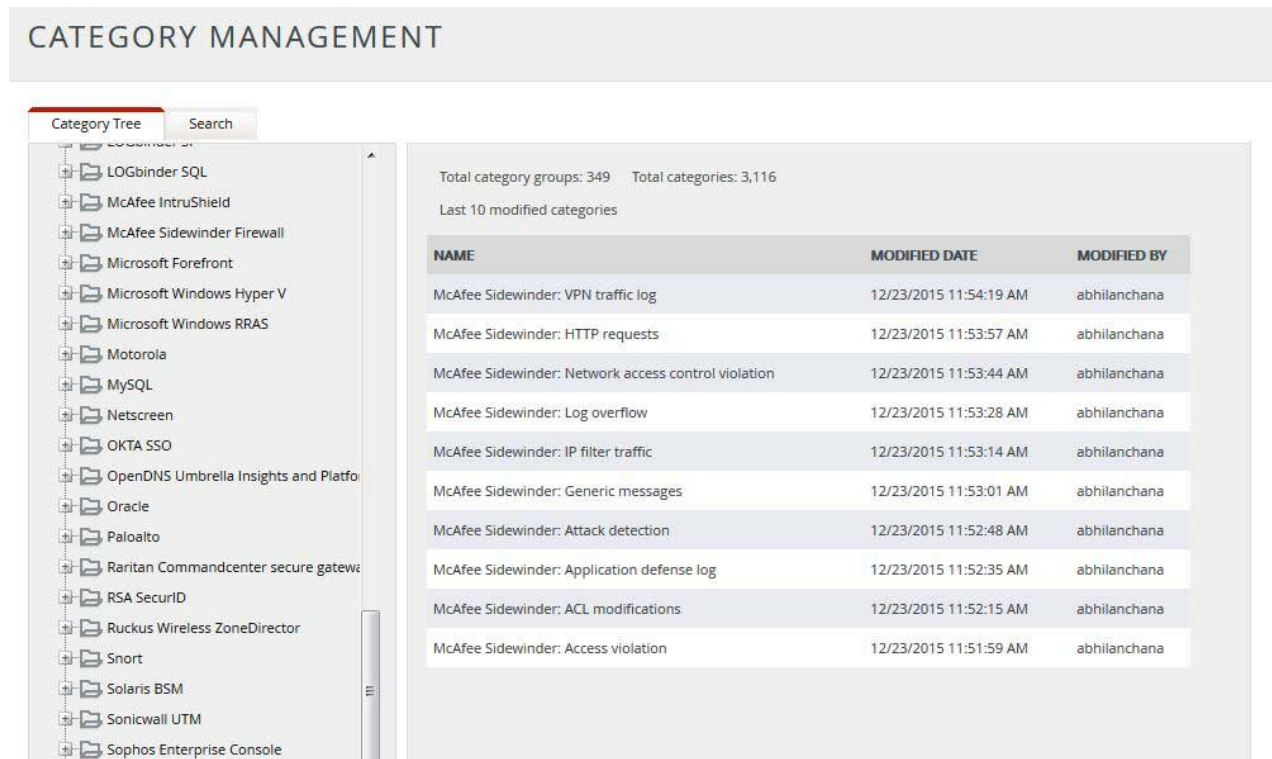 CATEGORY MANAGEMENT
Category Tree
Search
LOGbinder SQL
McAfee IntruShield
McAfee Sidewinder Firewall
Microsoft Forefront
Microsoft Windows Hyper V
Microsoft Windows RRAS
Motorola
MySQL
Netscreen
OKTA SSO
OpenDNS Umbrella Insights and
Oracle
Paloalto
Raritan Commandcenter secure
RSA SecurID
Ruckus Wireless ZoneDirector
Snort
Solaris BSM
Sonicwall UTM
Sophos Enterprise Console
Total category groups: 349 Total categories: 3,116
Last 10 modified categories
NAME MODIFIED DATE MODIFIED BY
McAfee Sidewinder: VPN traffic log 12/23/2015 11:54:19 AM abhilanchana
McAfee Sidewinder: HTTP requests 12/23/2015 11:53:57 AM abhilanchana
McAfee Sidewinder: Network access control violation 12/23/2015 11:53:44 AM abhilanchana
McAfee Sidewinder: Log overflow 12/23/2015 11:53:28 AM abhilanchana
McAfee Sidewinder: IP filter traffic 12/23/2015 11:53:14 AM abhilanchana
McAfee Sidewinder: Generic messages 12/23/2015 11:53:01 AM abhilanchana
McAfee Sidewinder: Attack detection 12/23/2015 11:52:48 AM abhilanchana
McAfee Sidewinder: Application defense log 12/23/2015 11:52:35 AM abhilanchana
McAfee Sidewinder: ACL modifications 12/23/2015 11:52:15 AM abhilanchana
McAfee Sidewinder: Access violation 12/23/2015 11:51:59 AM abhilanchana